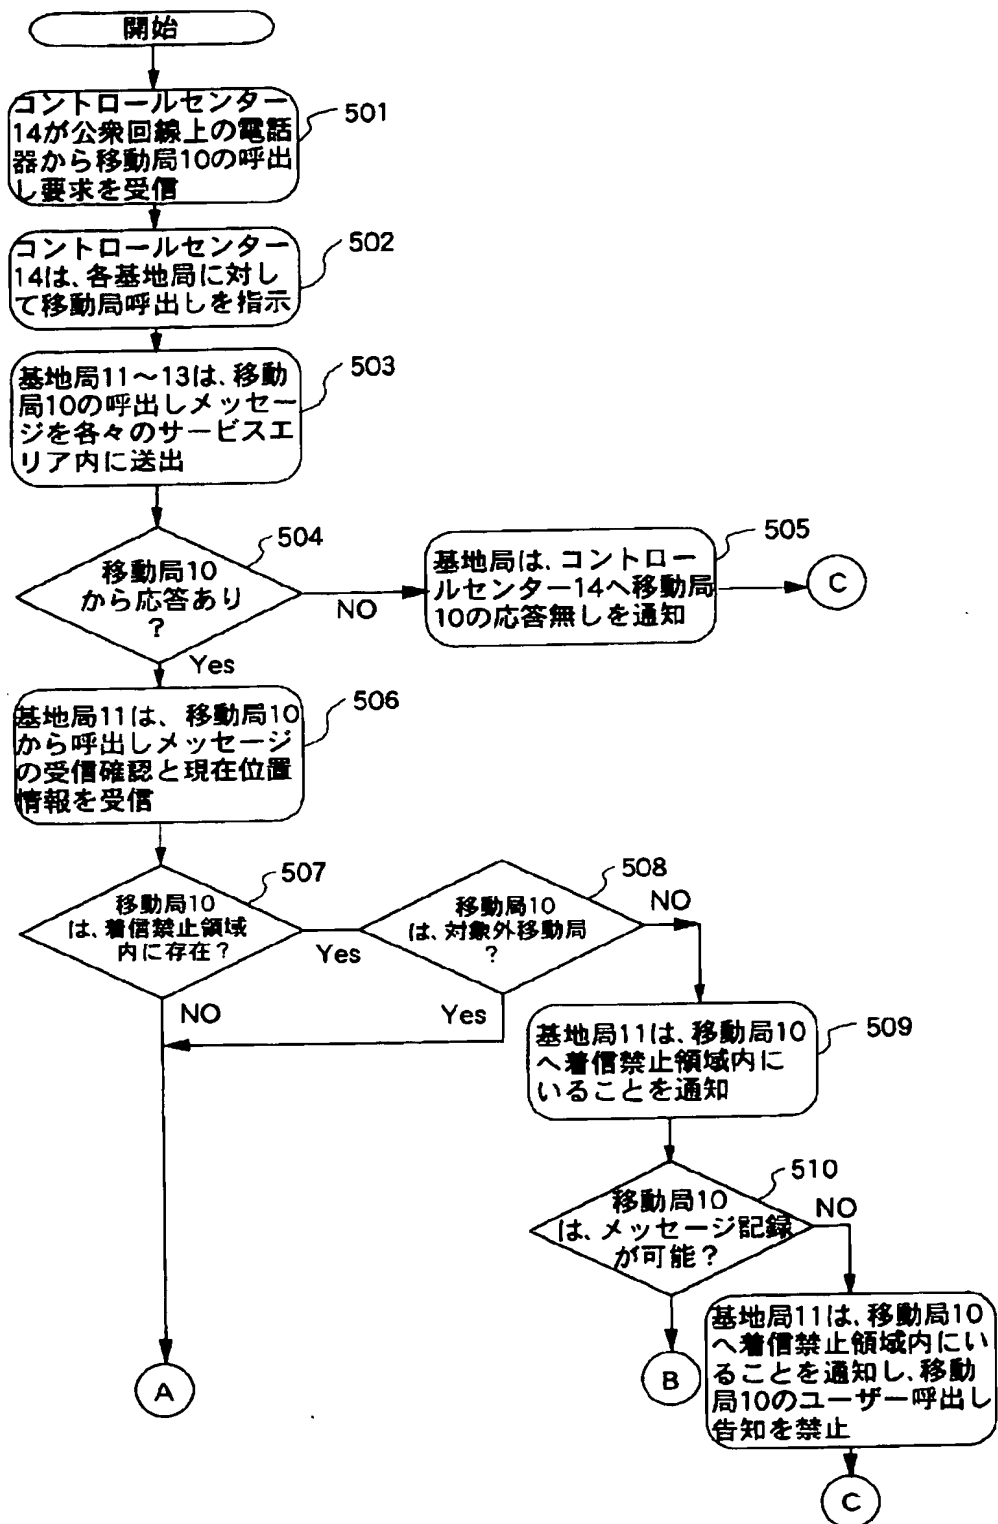 開始
コントロールセンター
14が公衆回線上の電話
器から移動局10の呼出
し要求を受信
501
コントロールセンター
14は、各基地局に対し
て移動局呼出しを指示
502
基地局11～13は、移動
局10の呼出しメッセー
ジを各々のサービスエ
リア内に送出
503
移動局10
から応答あり
?
504
NO
Yes
基地局は、コントロー
ルセンター14へ移動局
10の応答無しを通知
505
C
基地局11は、移動局10
から呼出しメッセージ
の受信確認と現在位置
情報を受信
506
移動局10
は、着信禁止領域
内に存在?
507
Yes
NO
移動局10
は、対象外移動局
?
508
NO
Yes
基地局11は、移動局10
へ着信禁止領域内に
いることを通知
509
移動局10
は、メッセージ記録
が可能?
510
NO
基地局11は、移動局10
へ着信禁止領域内にい
ることを通知し、移動
局10のユーザー呼出し
告知を禁止
A
B
C